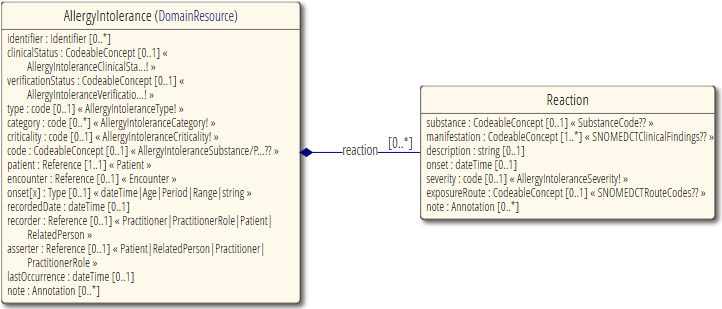 AllergyIntolerance (DomainResource)
identifier : Identifier [0..*]
clinicalStatus : CodeableConcept [0..1] «
AllergyIntoleranceClinicalSta...! »
verificationStatus : CodeableConcept [0..1] «
AllergyIntoleranceVerificatio...! »
type : code [0..1] « AllergyIntoleranceType! »
category : code [0..*] « AllergyIntoleranceCategory! »
criticality : code [0..1] « AllergyIntoleranceCriticality! »
code : CodeableConcept [0..1] « AllergyIntoleranceSubstance/P...?? »
patient : Reference [1..1] « Patient »
encounter : Reference [0..1] « Encounter »
onset[x] : Type [0..1] « dateTime|Age|Period|Range|string »
recordedDate : dateTime [0..1]
recorder : Reference [0..1] « Practitioner|PractitionerRole|Patient|
RelatedPerson »
asserter : Reference [0..1] « Patient|RelatedPerson|Practitioner|
PractitionerRole »
lastOccurrence : dateTime [0..1]
note : Annotation [0..*]
reaction
[0..*]
Reaction
substance : CodeableConcept [0..1] « SubstanceCode?? »
manifestation : CodeableConcept [1..*] « SNOMEDCTClinicalFindings?? »
description : string [0..1]
onset : dateTime [0..1]
severity : code [0..1] « AllergyIntoleranceSeverity! »
exposureRoute : CodeableConcept [0..1] « SNOMEDCTRouteCodes?? »
note : Annotation [0..*]